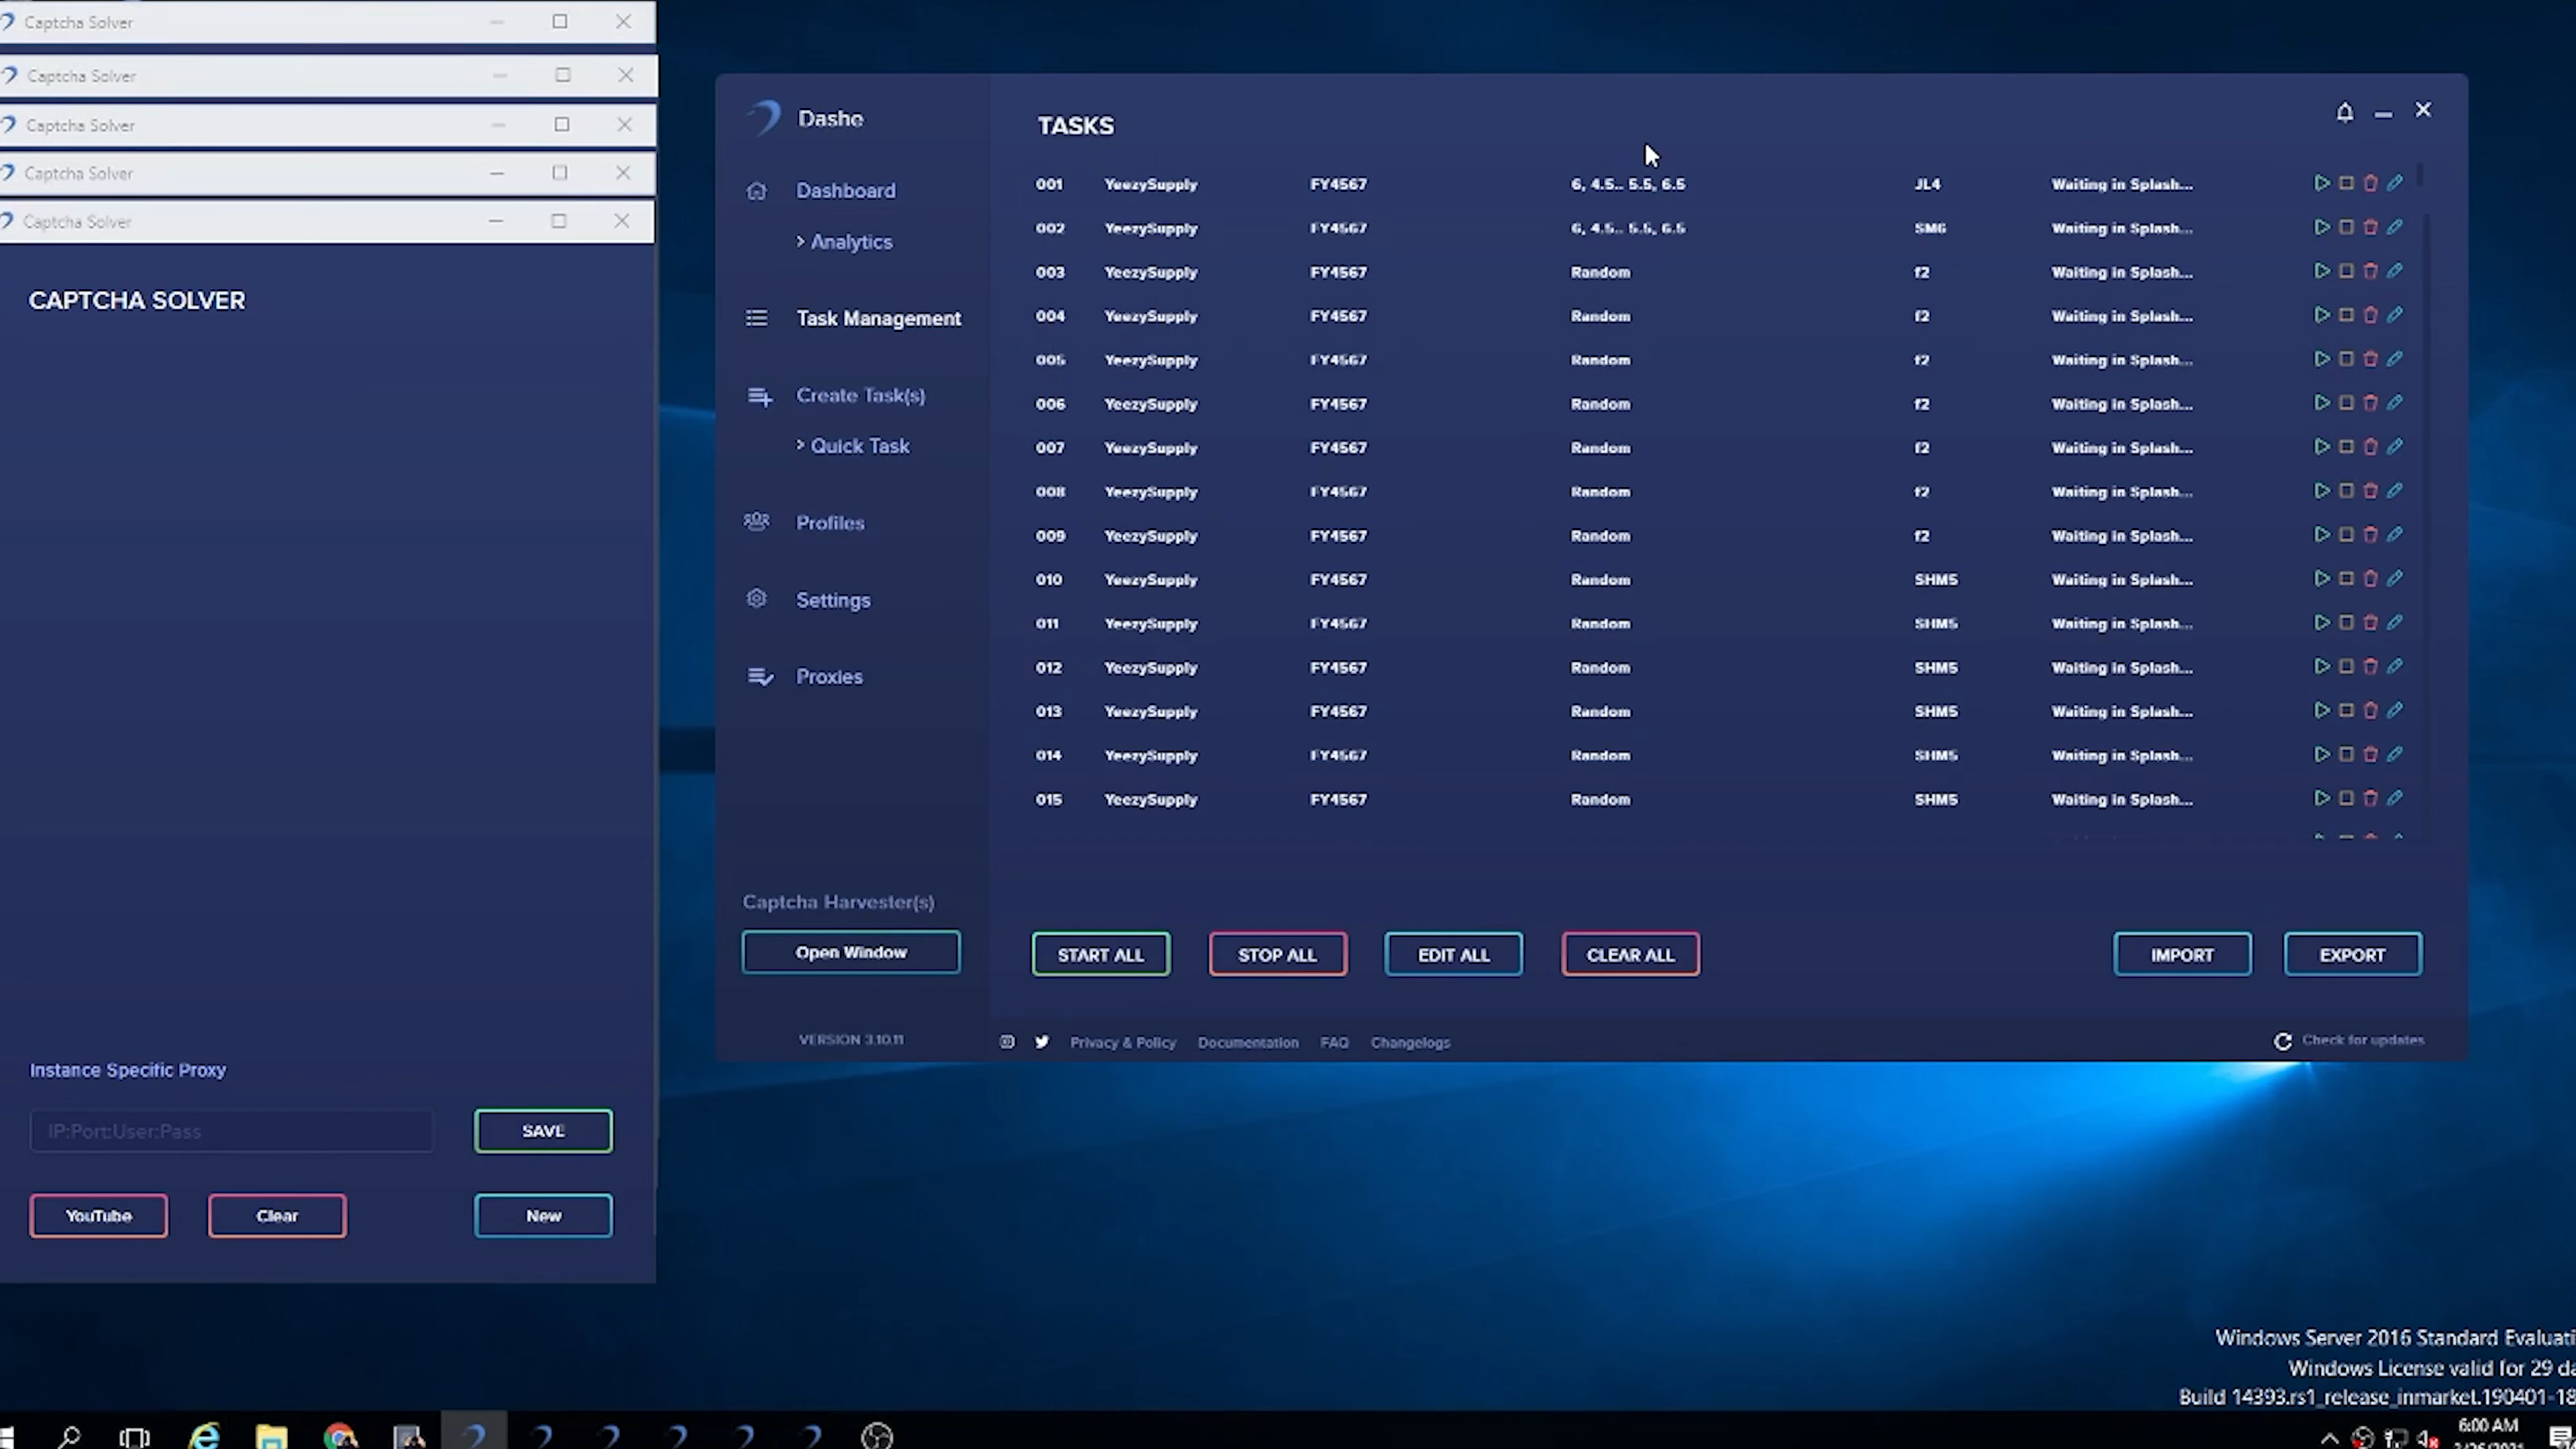 Captcha Solver
Captcha Solver
Captcha Solver
Captcha Solver
Captcha Solver
CAPTCHA SOLVER
Instance Specific Proxy
IP:Port:User:Pass
SAVE
YouTube
Clear
New
Dashe
Dashboard
> Analytics
Task Management
Create Task(s)
> Quick Task
Profiles
Settings
Proxies
Captcha Harvester(s)
Open Window
VERSION 3.10.11
TASKS
001 YeezySupply FY4567 6, 4.5.. 5.5, 6.5 JL4 Waiting in Splash...
002 YeezySupply FY4567 6, 4.5.. 5.5, 6.5 SM6 Waiting in Splash...
003 YeezySupply FY4567 Random f2 Waiting in Splash...
004 YeezySupply FY4567 Random f2 Waiting in Splash...
005 YeezySupply FY4567 Random f2 Waiting in Splash...
006 YeezySupply FY4567 Random f2 Waiting in Splash...
007 YeezySupply FY4567 Random f2 Waiting in Splash...
008 YeezySupply FY4567 Random f2 Waiting in Splash...
009 YeezySupply FY4567 Random f2 Waiting in Splash...
010 YeezySupply FY4567 Random SHM5 Waiting in Splash...
011 YeezySupply FY4567 Random SHM5 Waiting in Splash...
012 YeezySupply FY4567 Random SHM5 Waiting in Splash...
013 YeezySupply FY4567 Random SHM5 Waiting in Splash...
014 YeezySupply FY4567 Random SHM5 Waiting in Splash...
015 YeezySupply FY4567 Random SHM5 Waiting in Splash...
START ALL STOP ALL EDIT ALL CLEAR ALL IMPORT EXPORT
Privacy & Policy Documentation FAQ Changelogs Check for updates
Windows Server 2016 Standard Evaluati
Windows License valid for 29 da
Build 14393.rs1_release_inmarket.190401-18
6:00 AM